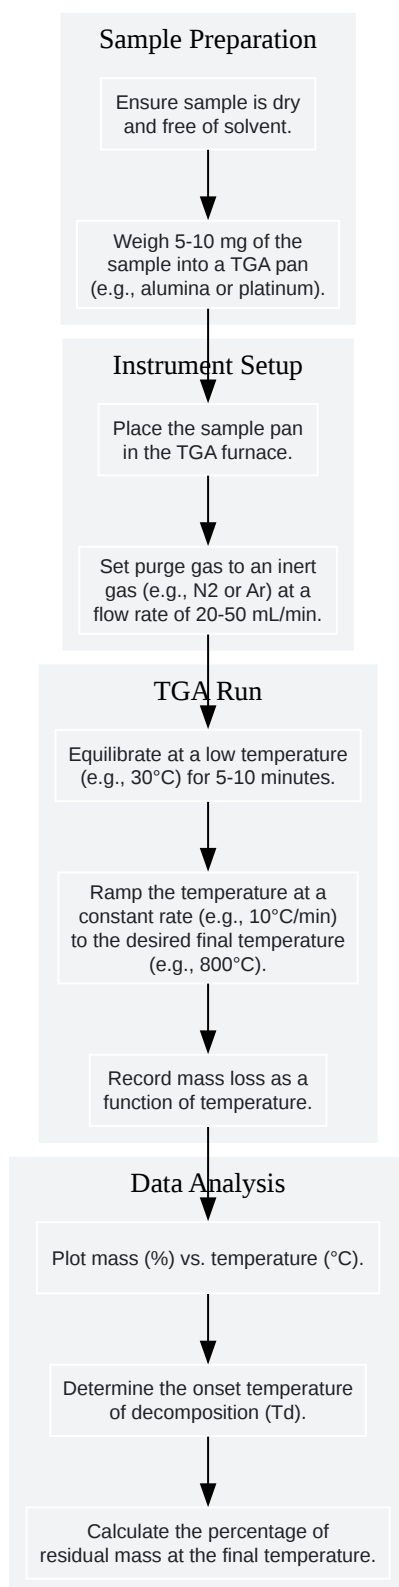 Sample Preparation
Ensure sample is dry
and free of solvent.
Weigh 5-10 mg of the
sample into a TGA pan
(e.g., alumina or platinum).
Instrument Setup
Place the sample pan
in the TGA furnace.
Set purge gas to an inert
gas (e.g., N2 or Ar) at a
flow rate of 20-50 mL/min.
TGA Run
Equilibrate at a low temperature
(e.g., 30°C) for 5-10 minutes.
Ramp the temperature at a
constant rate (e.g., 10°C/min)
to the desired final temperature
(e.g., 800°C).
Record mass loss as a
function of temperature.
Data Analysis
Plot mass (%) vs. temperature (°C).
Determine the onset temperature
of decomposition (Td).
Calculate the percentage of
residual mass at the final temperature.